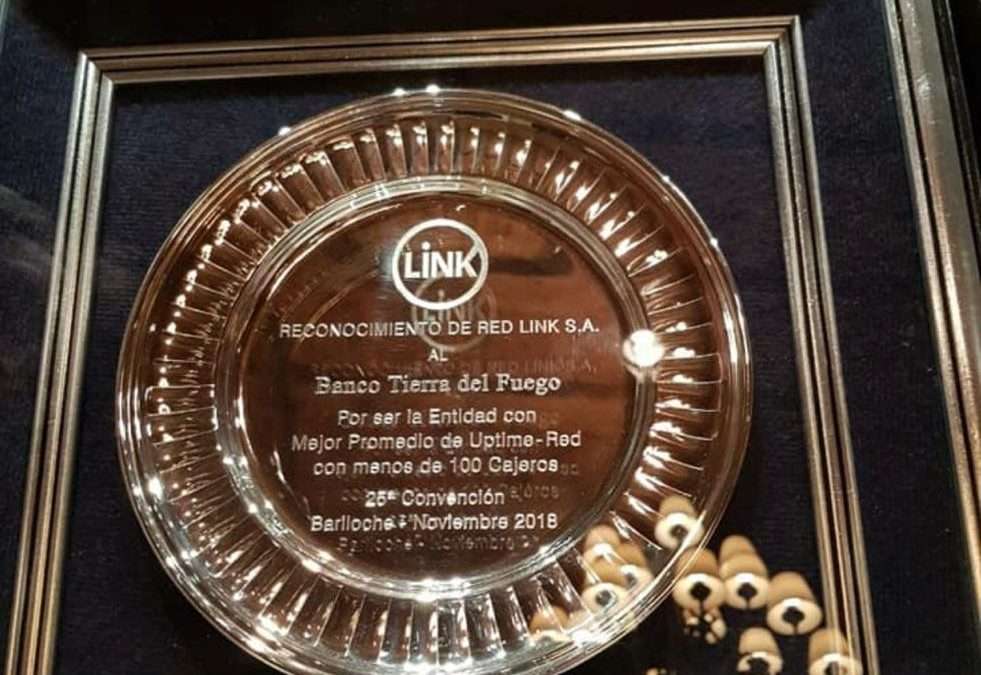 LiNK
RECONOCIMIENTO DE RED LINK S.A.
AL
Banco Tierra del Fuego
Por ser la Entidad con
Mejor Promedio de Uptime-Red
con menos de 100 Cajeros
25ª Convención
Bariloche - Noviembre 2018